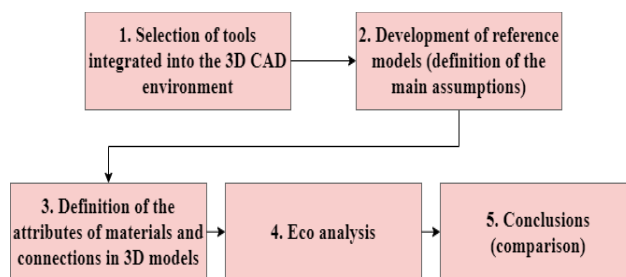 1. Selection of tools
integrated into the 3D CAD
environment
2. Development of reference
models (definition of the
main assumptions)
3. Definition of the
attributes of materials and
connections in 3D models
4. Eco analysis
5. Conclusions
(comparison)